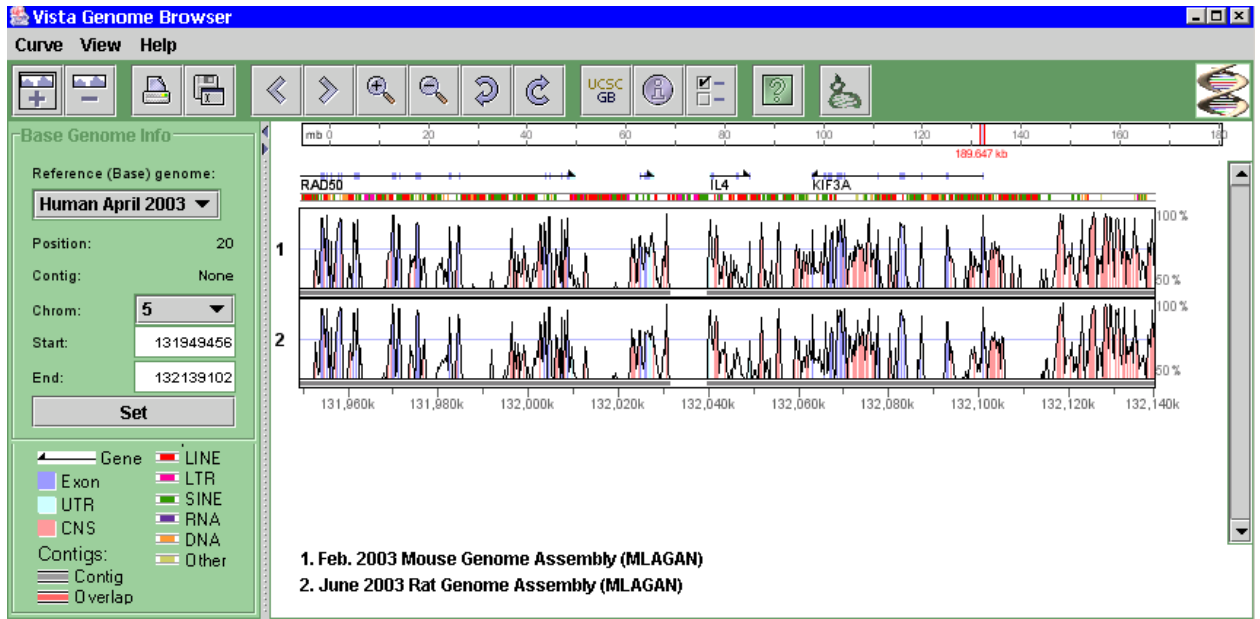 Vista Genome Browser
Curve View Help
UCSC
GB
Base Genome Info
Reference (Base) genome:
Human April 2003
Position: 20
Contig: None
Chrom: 5
Start: 131949456
End: 132139102
Set
Gene
Exon
UTR
CNS
Contigs:
Contig
Overlap
LINE
LTR
SINE
RNA
DNA
Other
mb 0 20 40 60 80 100 120 140 160 180
189.647 kb
RAD50 IL4 KIF3A
100%
1
50%
100%
2
50%
131,960k 131,980k 132,000k 132,020k 132,040k 132,060k 132,080k 132,100k 132,120k 132,140k
1. Feb. 2003 Mouse Genome Assembly (MLAGAN)
2. June 2003 Rat Genome Assembly (MLAGAN)